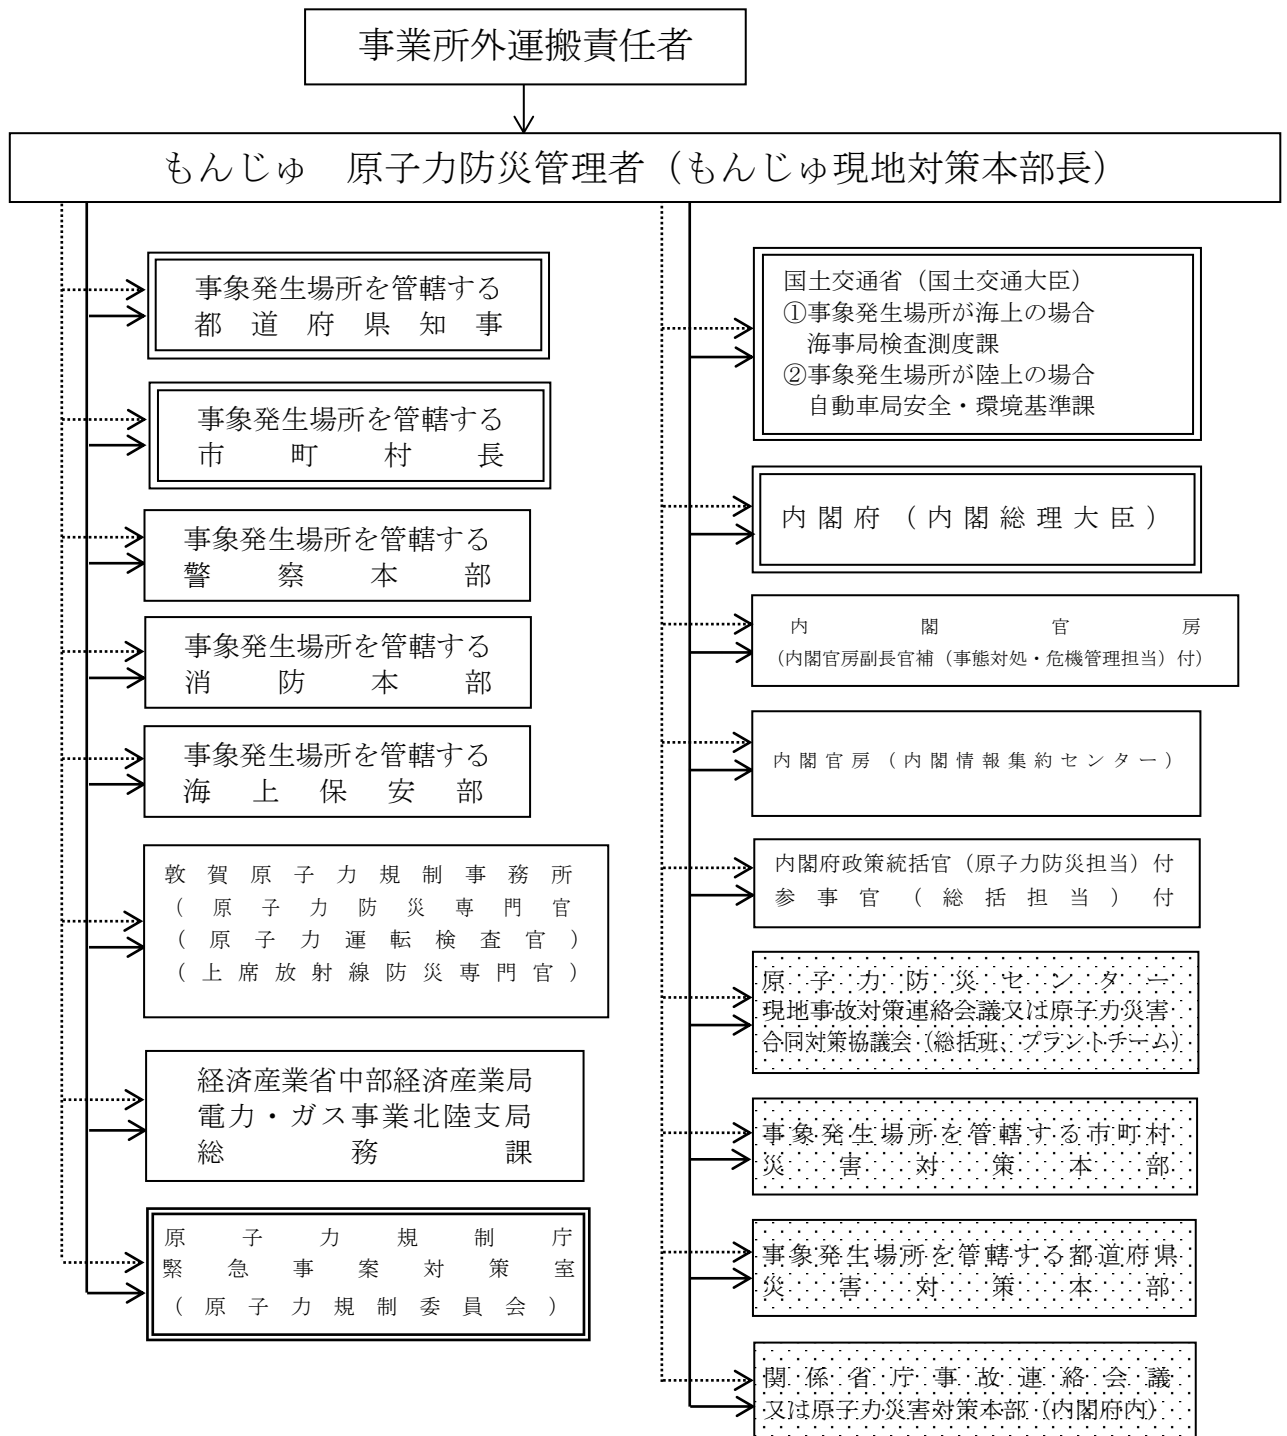 事業所外運搬責任者
もんじゅ　原子力防災管理者（もんじゅ現地対策本部長）
事象発生場所を管轄する
都道府県知事
事象発生場所を管轄する
市町村長
事象発生場所を管轄する
警察本部
事象発生場所を管轄する
消防本部
事象発生場所を管轄する
海上保安部
敦賀原子力規制事務所
（原子力防災専門官
（原子力運転検査官）
（上席放射線防災専門官）
経済産業省中部経済産業局
電力・ガス事業北陸支局
総務課
原子力規制庁
緊急事案対策室
（原子力規制委員会）
国土交通省（国土交通大臣）
①事象発生場所が海上の場合
海事局検査測度課
②事象発生場所が陸上の場合
自動車局安全・環境基準課
内閣府（内閣総理大臣）
内閣官房
（内閣官房副長官補（事態対処・危機管理担当）付）
内閣官房（内閣情報集約センター）
内閣府政策統括官（原子力防災担当）付
参事官（総括担当）付
原子力防災センター
現地事故対策連絡会議又は原子力災害
合同対策協議会（総括班、プラントチーム）
事象発生場所を管轄する市町村
災害対策本部
事象発生場所を管轄する都道府県
災害対策本部
関係省庁事故連絡会議
又は原子力災害対策本部（内閣府内）